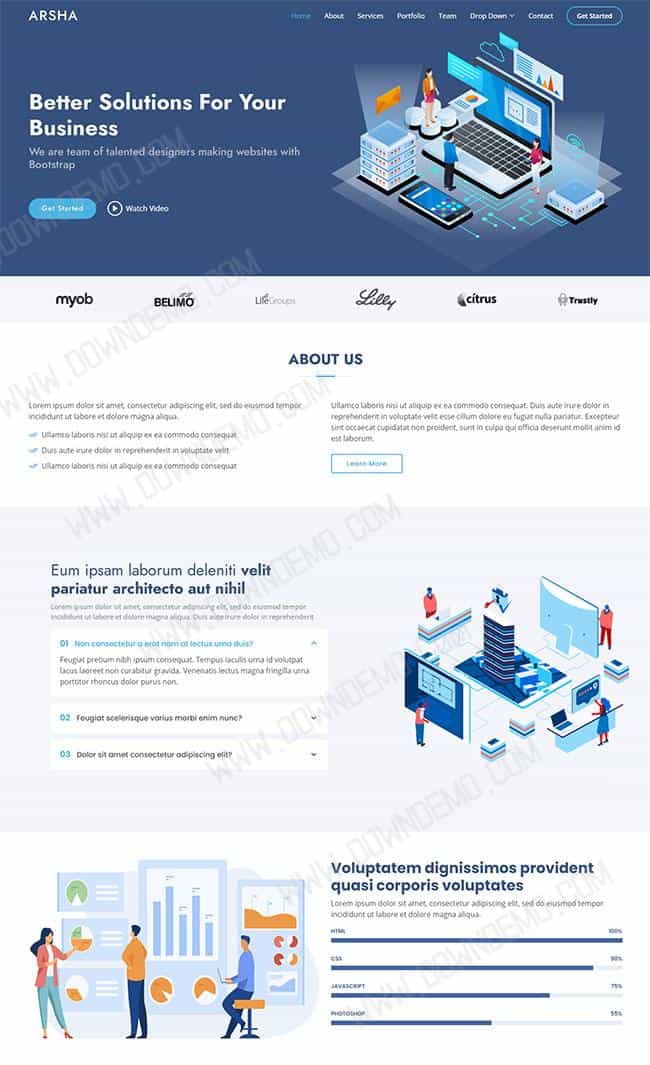 ARSHA
Home About Services Portfolio Team Drop Down Contact Get Started
Better Solutions For Your
Business
We are team of talented designers making websites with
Bootstrap
Get Started Watch Video
myob BELIMO LifeGroups Lilly citrus Trustly
ABOUT US
Lorem ipsum dolor sit amet, consectetur adipiscing elit, sed do eiusmod tempor
incididunt ut labore et dolore magna aliqua.
Ullamco laboris nisi ut aliquip ex ea commodo consequat
Duis aute irure dolor in reprehenderit in voluptate velit
Ullamco laboris nisi ut aliquip ex ea commodo consequat
Ullamco laboris nisi ut aliquip ex ea commodo consequat. Duis aute irure dolor in
reprehenderit in voluptate velit esse cillum dolore eu fugiat nulla pariatur. Excepteur
sint occaecat cupidatat non proident, sunt in culpa qui officia deserunt mollit anim id
est laborum.
Learn More
Eum ipsam laborum deleniti velit
pariatur architecto aut nihil
Lorem ipsum dolor sit amet, consectetur adipiscing elit, sed do eiusmod tempor
incididunt ut labore et dolore magna aliqua. Duis aute irure dolor in reprehenderit
01 Non consectetur a erat nam at lectus urna duis?
Feugiat pretium nibh ipsum consequat. Tempus iaculis urna id volutpat
lacus laoreet non curabitur gravida. Venenatis lectus magna fringilla urna
porttitor rhoncus dolor purus non.
02 Feugiat scelerisque varius morbi enim nunc?
03 Dolor sit amet consectetur adipiscing elit?
Voluptatem dignissimos provident
quasi corporis voluptates
Lorem ipsum dolor sit amet, consectetur adipiscing elit, sed do eiusmod tempor
incididunt ut labore et dolore magna aliqua.
HTML 100%
CSS 90%
JAVASCRIPT 75%
PHOTOSHOP 55%
WWW.DOWNDEMO.COM
WWW.DOWNDEMO.COM
WWW.DOWNDEMO.COM
WWW.DOWNDEMO.COM
WWW.DOWNDEMO.COM